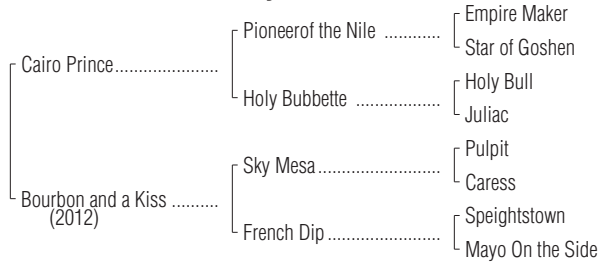 Empire Maker
Pioneerof the Nile ............
Star of Goshen
Cairo Prince......................
Holy Bull
Holy Bubbette ..................
Juliac
Pulpit
Sky Mesa..........................
Caress
Bourbon and a Kiss ..........
(2012)
Speightstown
French Dip ........................
Mayo On the Side